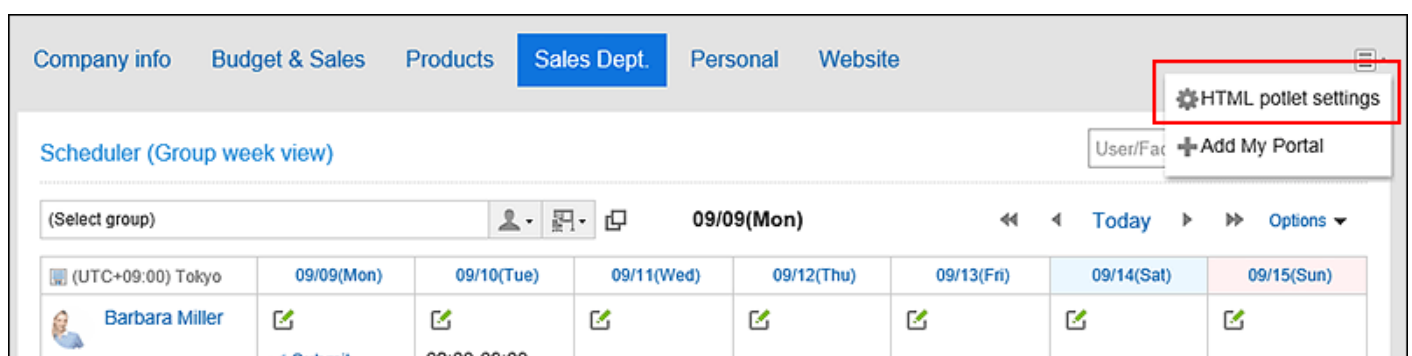 Company info Budget & Sales Products Sales Dept. Personal Website
HTML potlet settings
Add My Portal
Scheduler (Group week view) User/Fac
(Select group) 09/09(Mon) Today Options
(UTC+09:00) Tokyo 09/09(Mon) 09/10(Tue) 09/11(Wed) 09/12(Thu) 09/13(Fri) 09/14(Sat) 09/15(Sun)
Barbara Miller